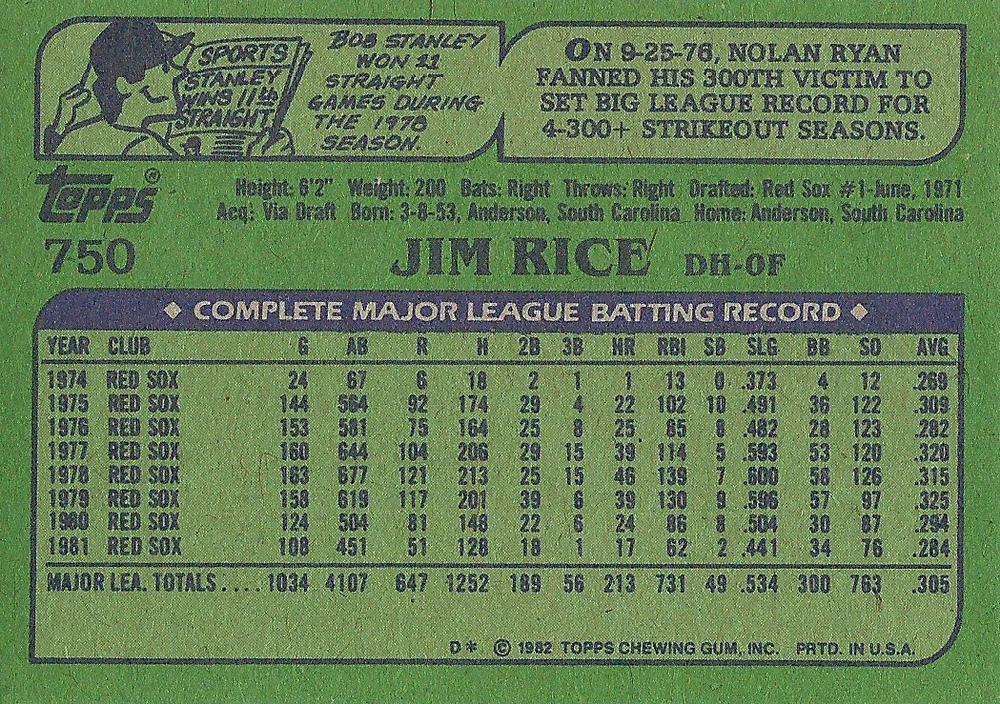 SPORTS
STANLEY
WINS 11th
STRAIGHT
BOB STANLEY
WON 11
STRAIGHT
GAMES DURING
THE 1978
SEASON.
ON 9-25-76, NOLAN RYAN
FANNED HIS 300TH VICTIM TO
SET BIG LEAGUE RECORD FOR
4-300+ STRIKEOUT SEASONS.
topps®
Height: 6'2" Weight: 200 Bats: Right Throws: Right Drafted: Red Sox #1-June, 1971
Acq: Via Draft Born: 3-8-53, Anderson, South Carolina Home: Anderson, South Carolina
750 JIM RICE DH-OF
◆ COMPLETE MAJOR LEAGUE BATTING RECORD ◆
YEAR CLUB G AB R H 2B 3B HR RBI SB SLG BB SO AVG
1974 RED SOX 24 67 6 18 2 1 1 13 0 .373 4 12 .269
1975 RED SOX 144 564 92 174 29 4 22 102 10 .491 36 122 .309
1976 RED SOX 153 581 75 164 25 8 25 85 8 .482 28 123 .282
1977 RED SOX 160 644 104 206 29 15 39 114 5 .593 53 120 .320
1978 RED SOX 163 677 121 213 25 15 46 139 7 .600 58 126 .315
1979 RED SOX 158 619 117 201 39 6 39 130 9 .596 57 97 .325
1980 RED SOX 124 504 81 148 22 6 24 86 8 .504 30 87 .294
1981 RED SOX 108 451 51 128 18 1 17 62 2 .441 34 76 .284
MAJOR LEA. TOTALS .... 1034 4107 647 1252 189 56 213 731 49 .534 300 763 .305
D* © 1982 TOPPS CHEWING GUM, INC. PRTD. IN U.S.A.